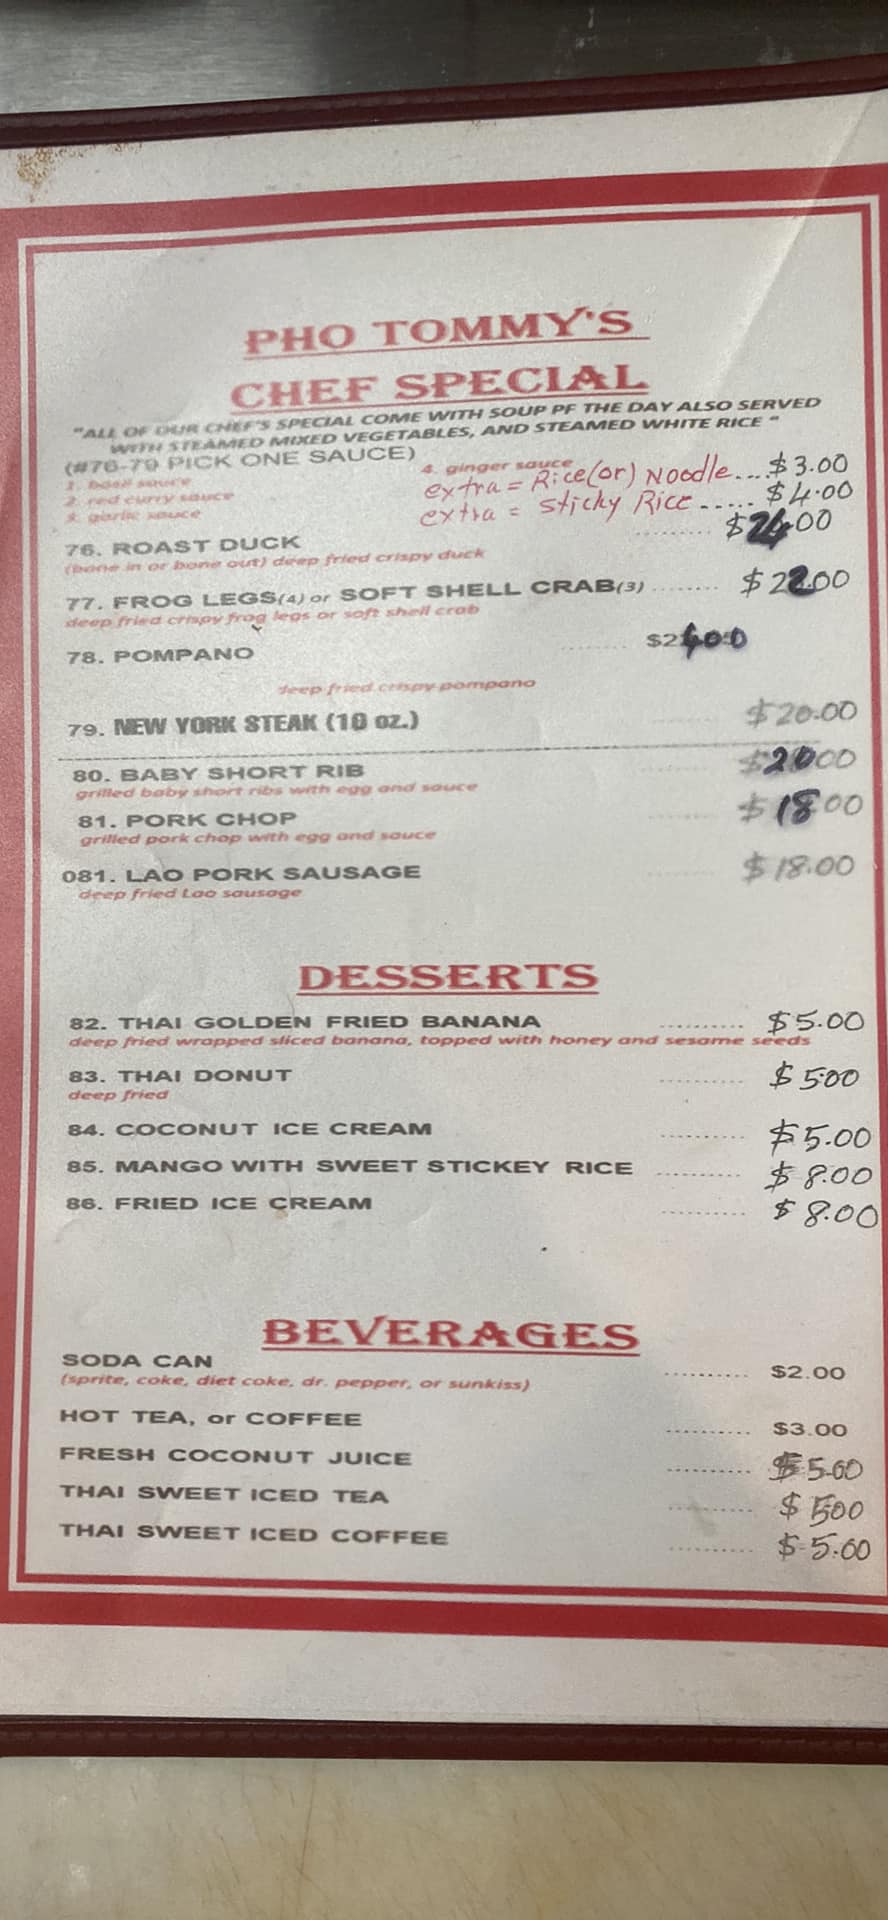 PHO TOMMY'S
CHEF SPECIAL
"ALL OF OUR CHEF'S SPECIAL COME WITH SOUP PF THE DAY ALSO SERVED
WITH STEAMED MIXED VEGETABLES, AND STEAMED WHITE RICE "
(#76-79 PICK ONE SAUCE)
1. basil sauce
4. ginger sauce
extra = Rice(or) Noodle....$3.00
2. red curry sauce
extra = Sticky Rice ..... $4.00
3. garlic sauce
76. ROAST DUCK ......... $24.00
(bone in or bone out) deep fried crispy duck
77. FROG LEGS(4) or SOFT SHELL CRAB(3) ........ $22.00
deep fried crispy frog legs or soft shell crab
78. POMPANO ........
deep fried crispy pompano
79. NEW YORK STEAK (10 oz.) ........ $20.00
80. BABY SHORT RIB ........ $20.00
grilled baby short ribs with egg and sauce
81. PORK CHOP ........ $18.00
grilled pork chop with egg and sauce
081. LAO PORK SAUSAGE ........ $18.00
deep fried Lao sausage
DESSERTS
82. THAI GOLDEN FRIED BANANA .......... $5.00
deep fried wrapped sliced banana, topped with honey and sesame seeds
83. THAI DONUT .......... $5.00
deep fried
84. COCONUT ICE CREAM .......... $5.00
85. MANGO WITH SWEET STICKEY RICE .......... $8.00
86. FRIED ICE CREAM .......... $8.00
BEVERAGES
SODA CAN .......... $2.00
(sprite, coke, diet coke, dr. pepper, or sunkiss)
HOT TEA, or COFFEE .......... $3.00
FRESH COCONUT JUICE .......... $5.00
THAI SWEET ICED TEA .......... $5.00
THAI SWEET ICED COFFEE .......... $5.00